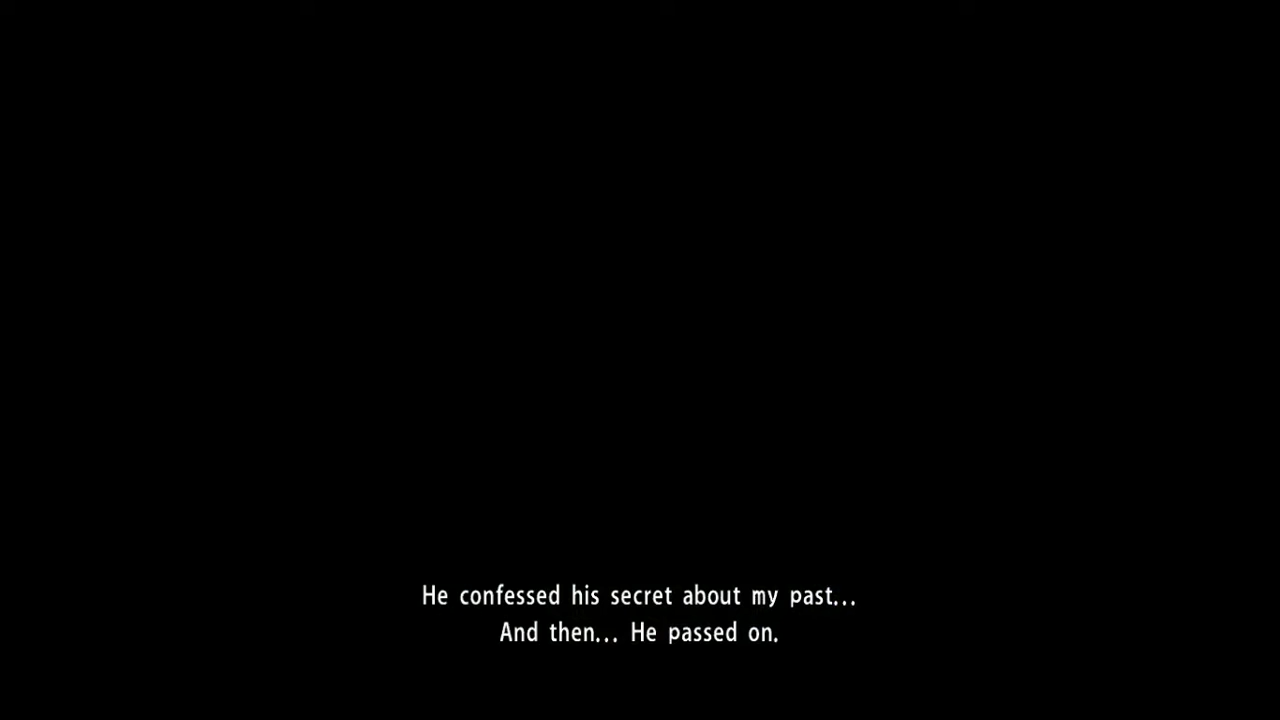 He confessed his secret about my past...
And then... He passed on.